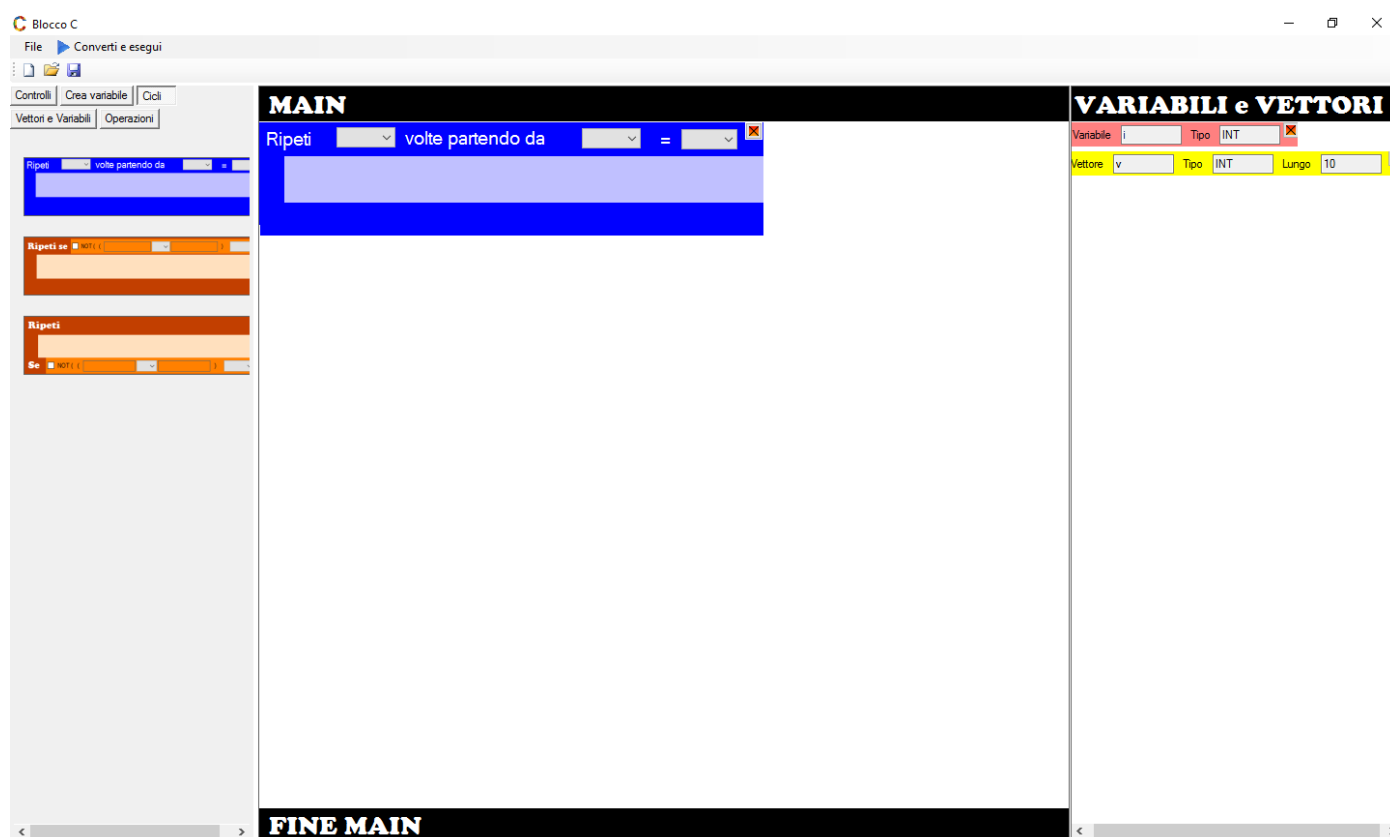 Blocco C
File Converti e esegui
Controlli Crea variabile Cicli
Vettori e Variabili Operazioni
Ripeti volte partendo da =
Ripeti se NOT( ( )
Ripeti
Se NOT( ( )
MAIN
Ripeti volte partendo da =
FINE MAIN
VARIABILI e VETTORI
Variabile i Tipo INT
Vettore v Tipo INT Lungo 10